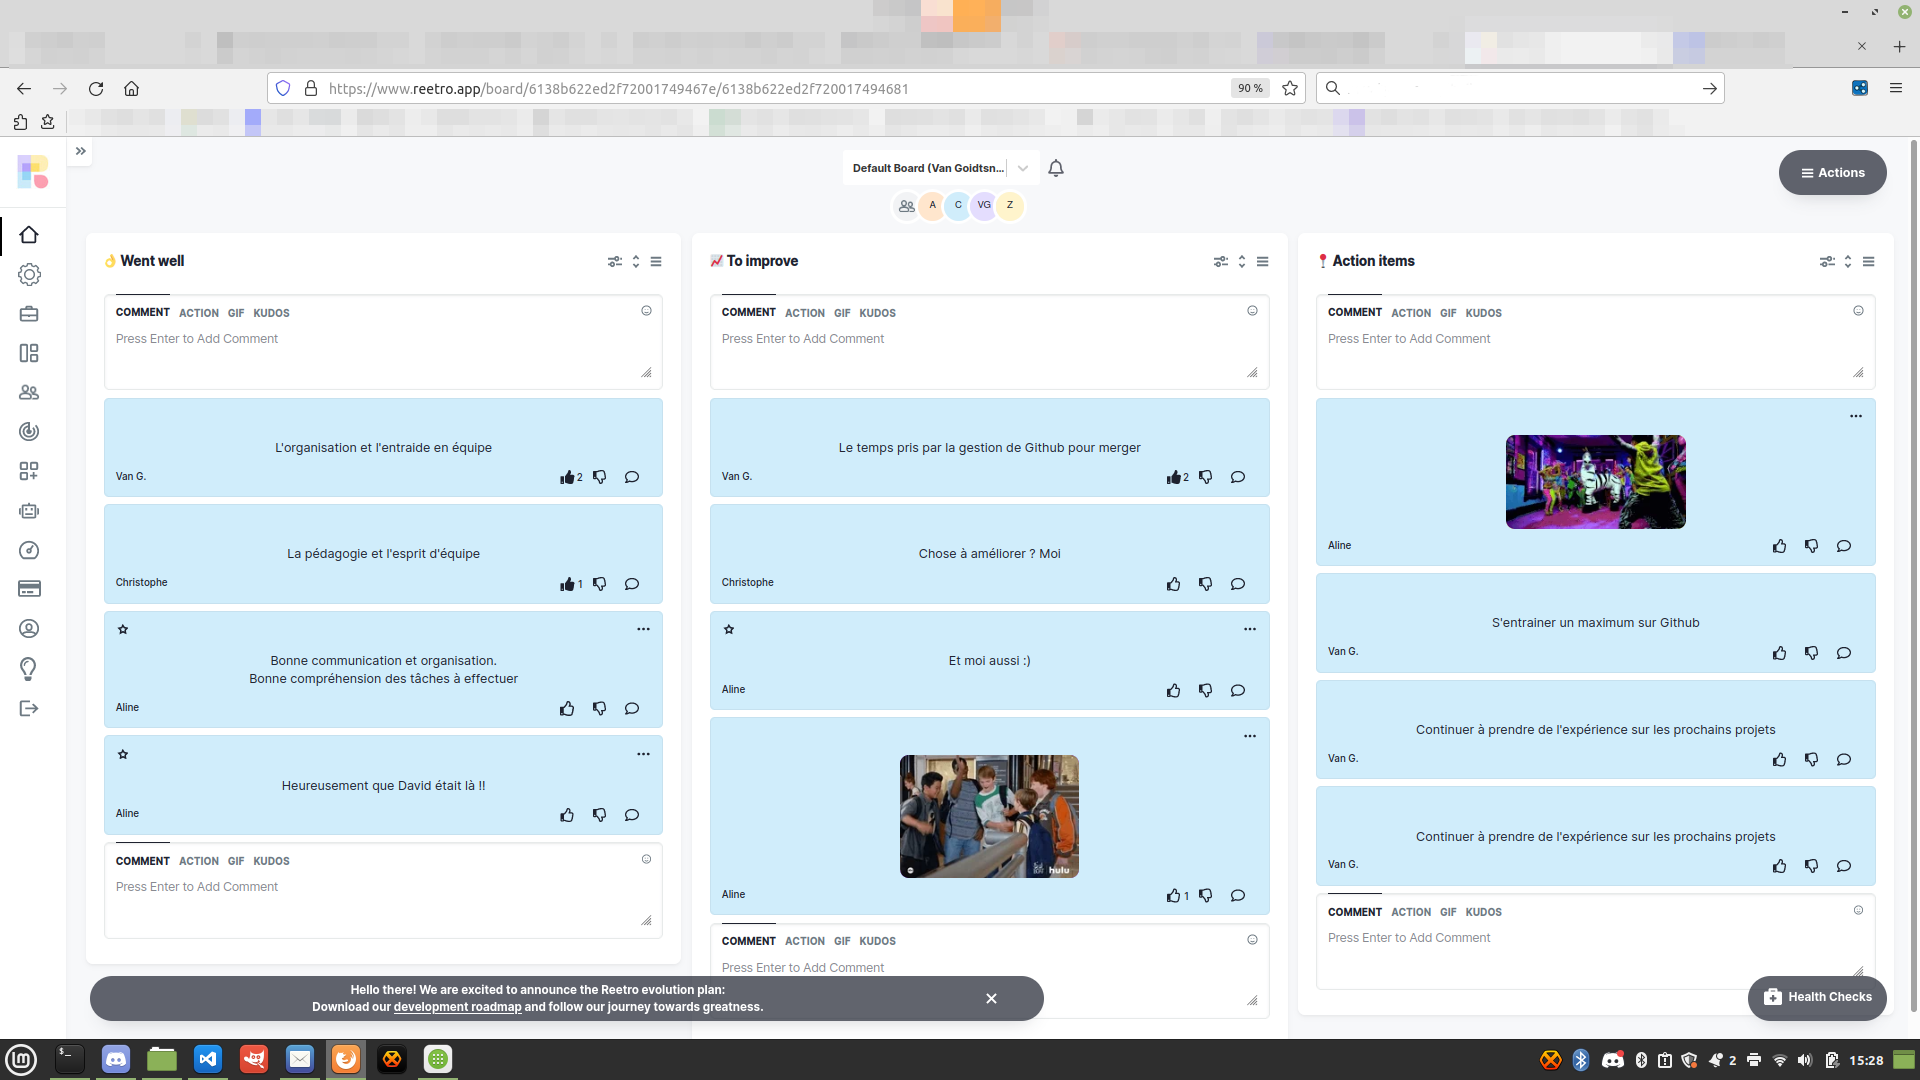 https://www.reetro.app/board/6138b622ed2f72001749467e/6138b622ed2f720017494681
90 %
Default Board (Van Goidtsn...
Actions
A
C
VG
Z
Went well
COMMENT ACTION GIF KUDOS
Press Enter to Add Comment
L'organisation et l'entraide en équipe
Van G.
2
La pédagogie et l'esprit d'équipe
Christophe
1
Bonne communication et organisation.
Bonne compréhension des tâches à effectuer
Aline
Heureusement que David était là !!
Aline
COMMENT ACTION GIF KUDOS
Press Enter to Add Comment
To improve
COMMENT ACTION GIF KUDOS
Press Enter to Add Comment
Le temps pris par la gestion de Github pour merger
Van G.
2
Chose à améliorer ? Moi
Christophe
Et moi aussi :)
Aline
hulu
Aline
1
COMMENT ACTION GIF KUDOS
Press Enter to Add Comment
Action items
COMMENT ACTION GIF KUDOS
Press Enter to Add Comment
Aline
S'entrainer un maximum sur Github
Van G.
Continuer à prendre de l'expérience sur les prochains projets
Van G.
Continuer à prendre de l'expérience sur les prochains projets
Van G.
COMMENT ACTION GIF KUDOS
Press Enter to Add Comment
Hello there! We are excited to announce the Reetro evolution plan:
Download our development roadmap and follow our journey towards greatness.
Health Checks
2
15:28